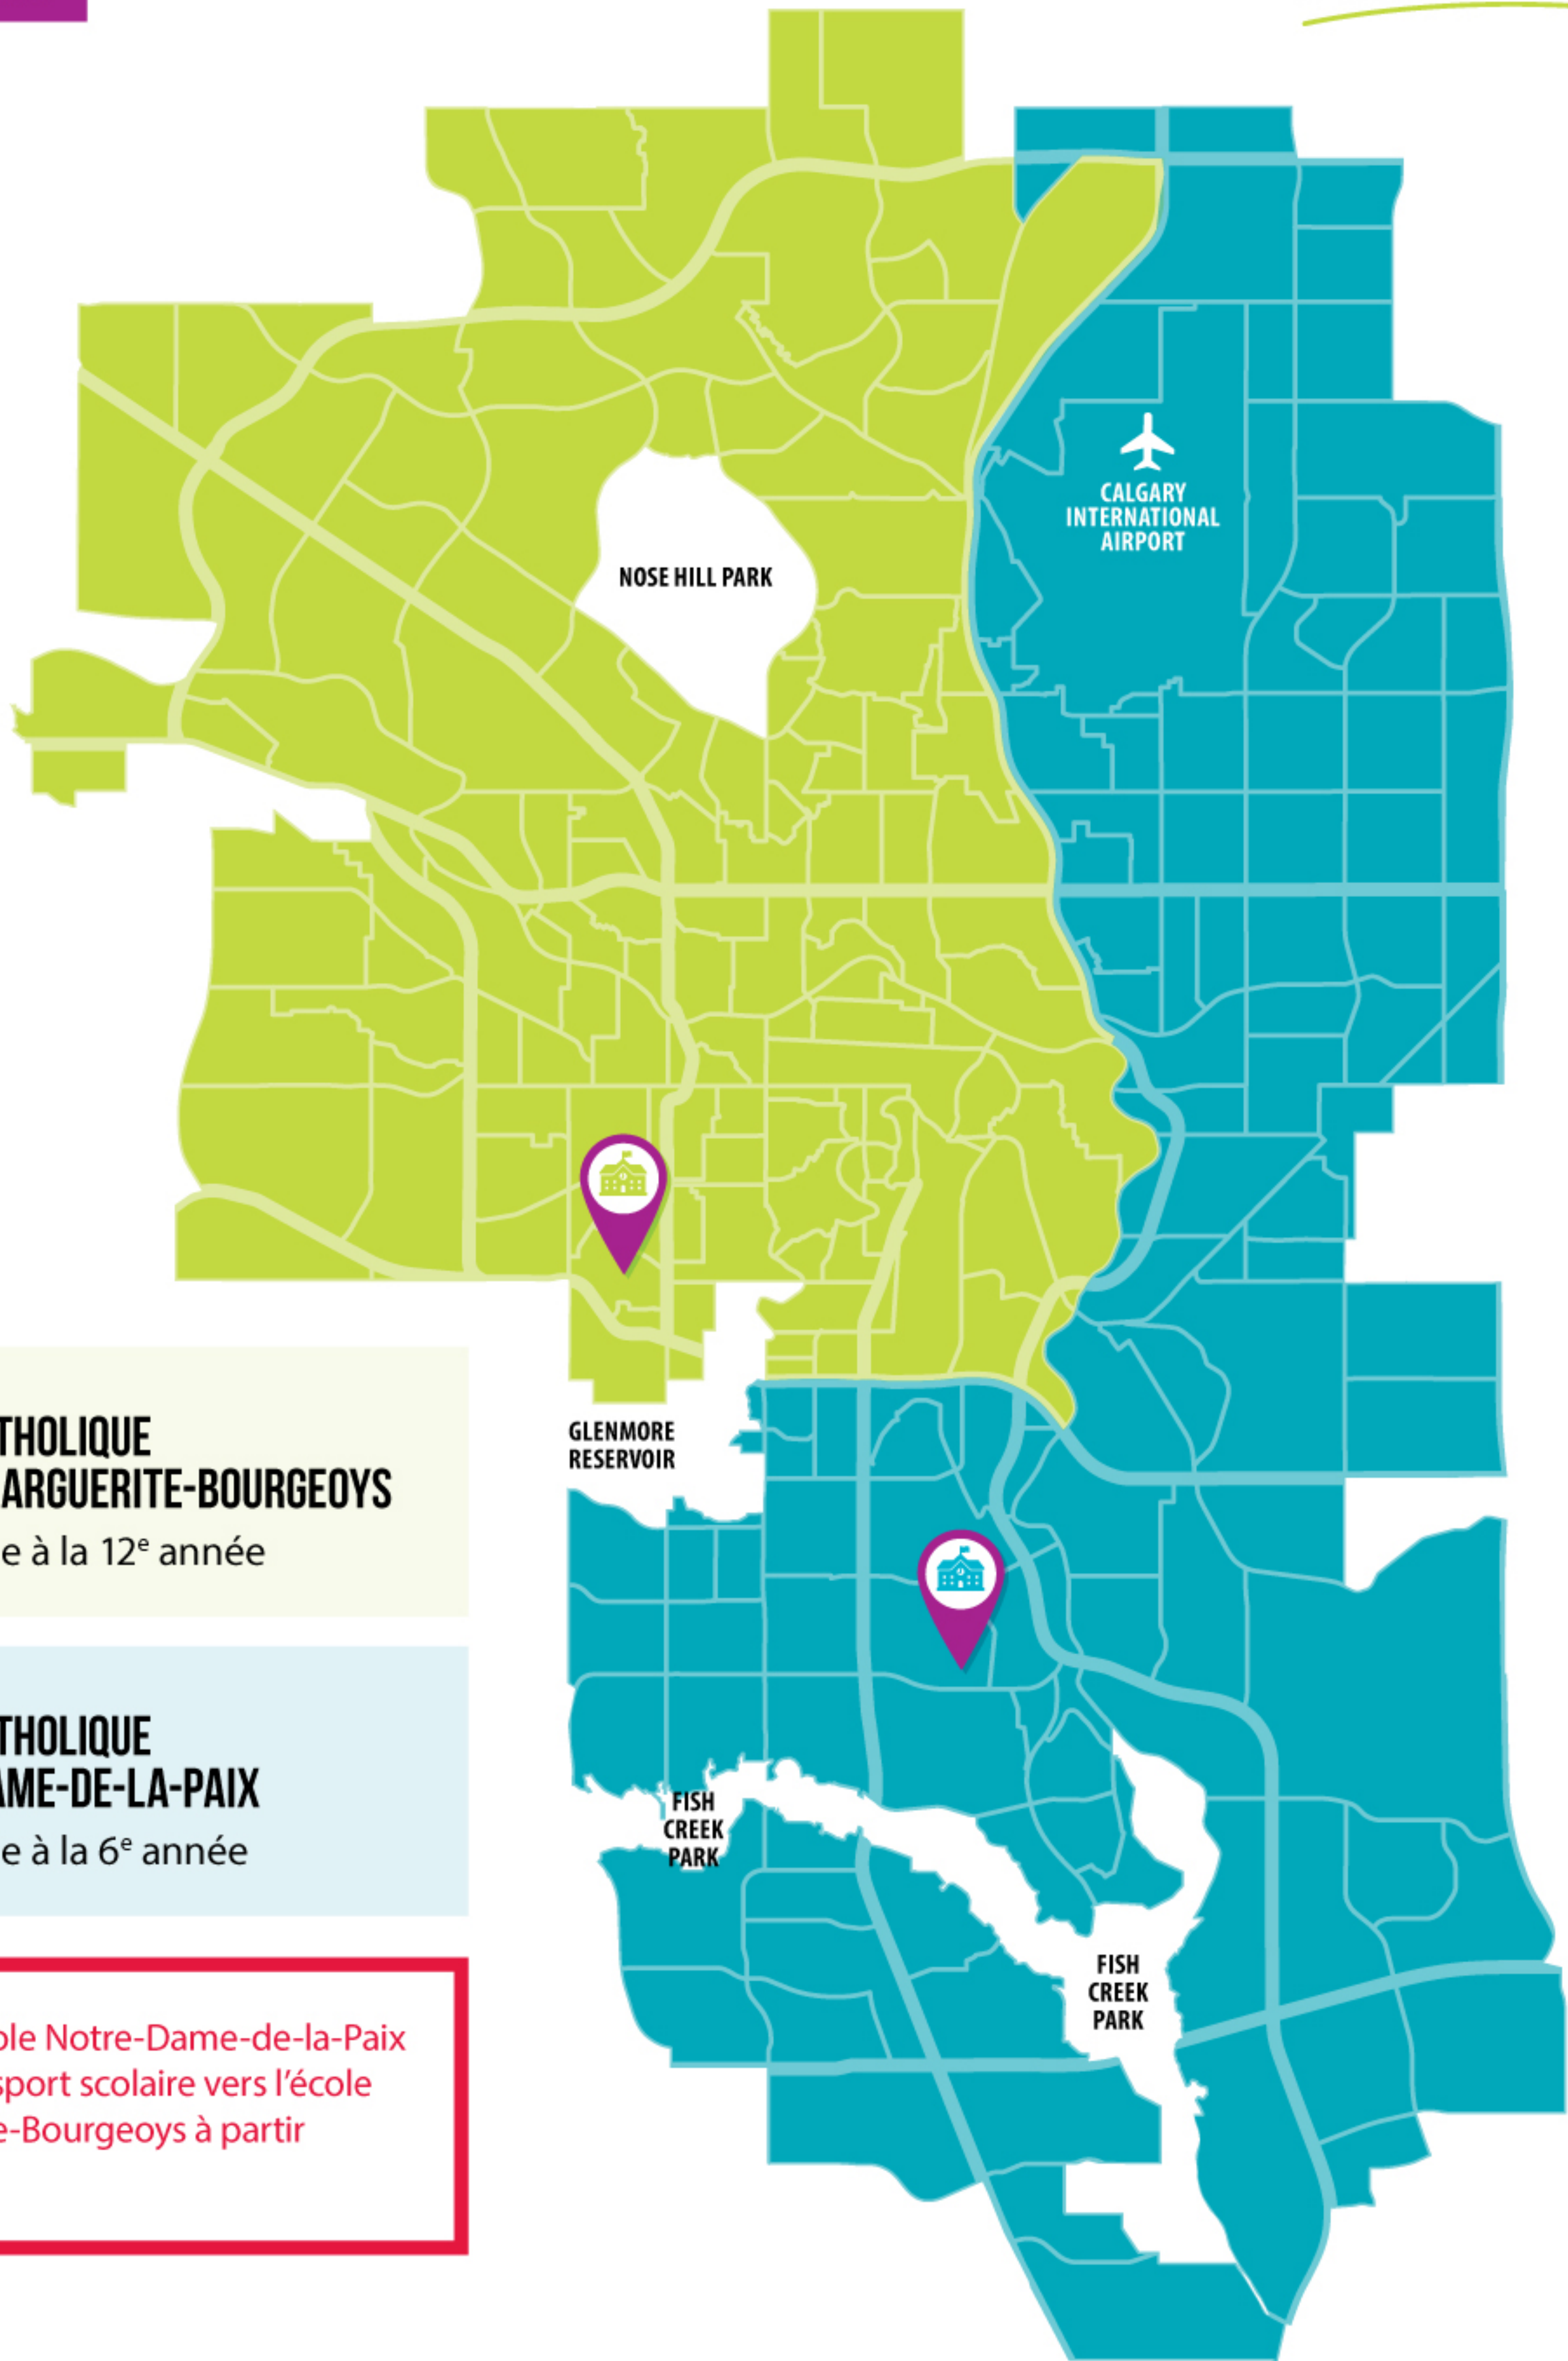 CALGARY
INTERNATIONAL
AIRPORT
NOSE HILL PARK
GLENMORE
RESERVOIR
THOLIQUE
ARGUERITE-BOURGEOYS
e à la 12e année
THOLIQUE
AME-DE-LA-PAIX
e à la 6e année
FISH
CREEK
PARK
FISH
CREEK
PARK
ole Notre-Dame-de-la-Paix
sport scolaire vers l'école
e-Bourgeoys à partir